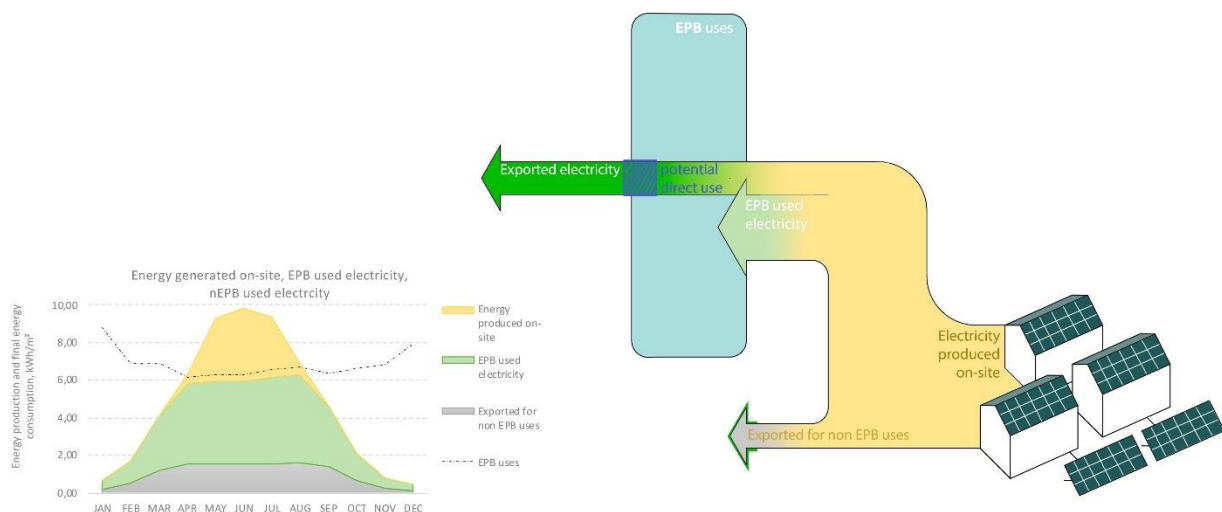 EPB uses
Exported electricity
potential
direct use
EPB used
electricity
Electricity
produced
on-site
Exported for non EPB uses
Energy generated on-site, EPB used electricity,
nEPB used electrcity
Energy production and final energy
consumption, kWh/m²
10,00
8,00
6,00
4,00
2,00
0,00
JAN FEB MAR APR MAY JUN JUL AUG SEP OCT NOV DEC
Energy
produced on-
site
EPB used
electricity
Exported for
non EPB uses
EPB uses